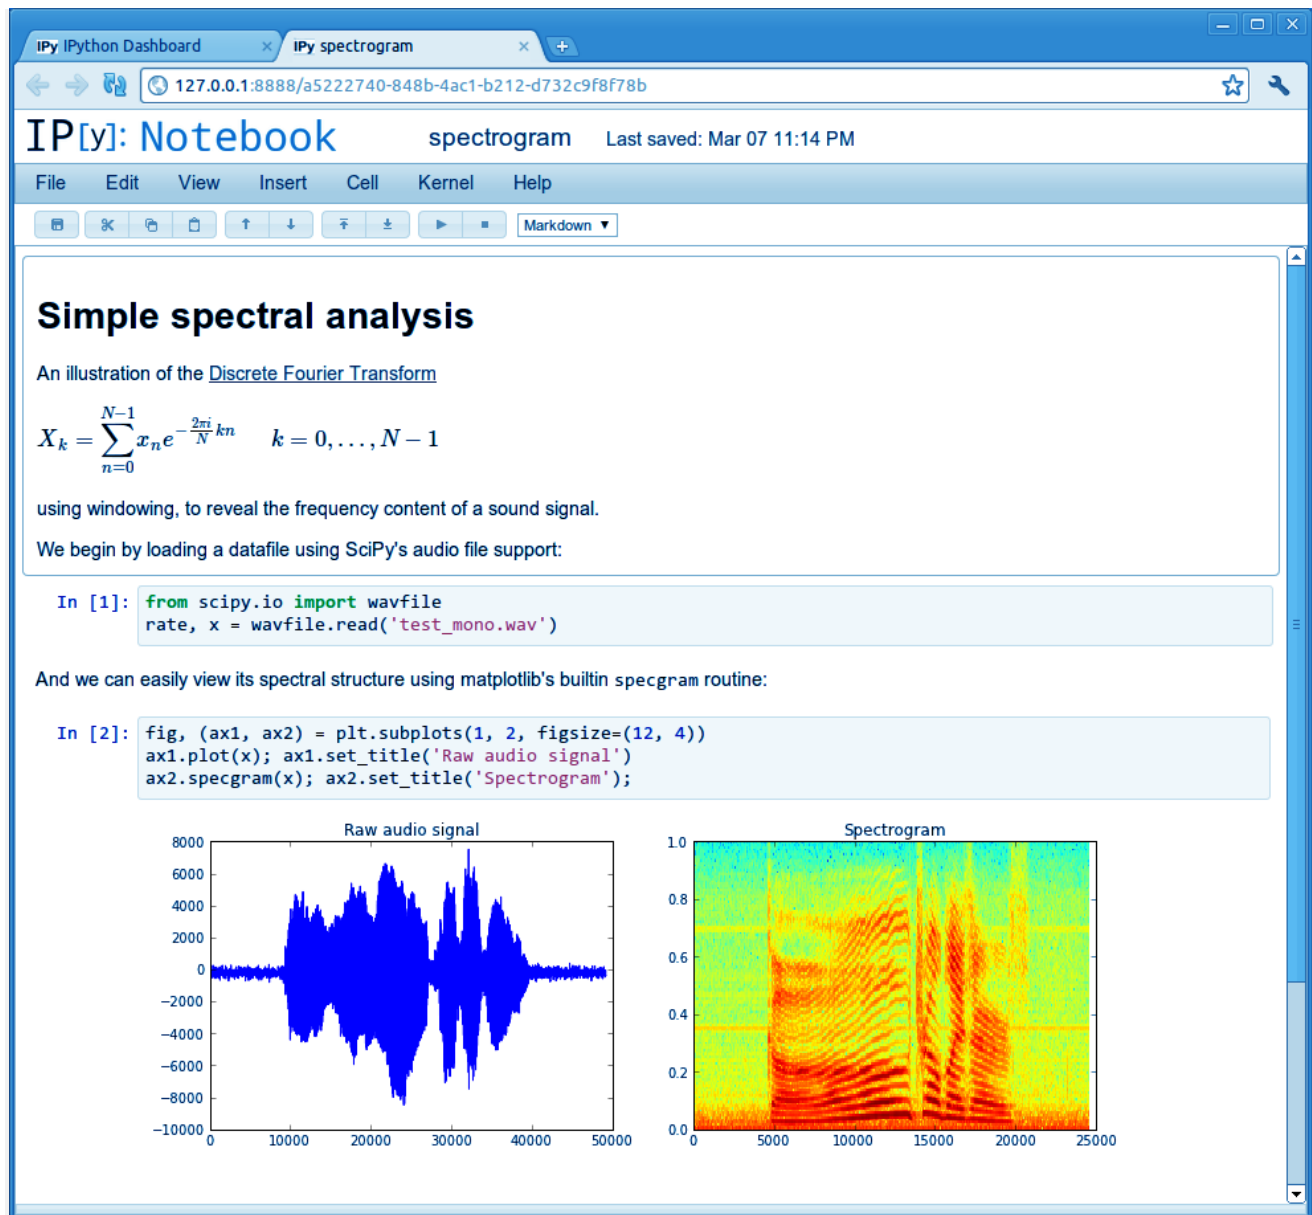 IPy IPython Dashboard
IPy spectrogram
127.0.0.1:8888/a5222740-848b-4ac1-b212-d732c9f8f78b
IP[y]: Notebook spectrogram Last saved: Mar 07 11:14 PM
File Edit View Insert Cell Kernel Help
Markdown
Simple spectral analysis
An illustration of the Discrete Fourier Transform
X_k = \sum_{n=0}^{N-1} x_n e^{-\frac{2\pi i}{N} kn} k = 0, ..., N − 1
using windowing, to reveal the frequency content of a sound signal.
We begin by loading a datafile using SciPy's audio file support:
In [1]: from scipy.io import wavfile
rate, x = wavfile.read('test_mono.wav')
And we can easily view its spectral structure using matplotlib's builtin specgram routine:
In [2]: fig, (ax1, ax2) = plt.subplots(1, 2, figsize=(12, 4))
ax1.plot(x); ax1.set_title('Raw audio signal')
ax2.specgram(x); ax2.set_title('Spectrogram');
Raw audio signal
8000
6000
4000
2000
0
−2000
−4000
−6000
−8000
−10000
0 10000 20000 30000 40000 50000
Spectrogram
1.0
0.8
0.6
0.4
0.2
0.0
0 5000 10000 15000 20000 25000